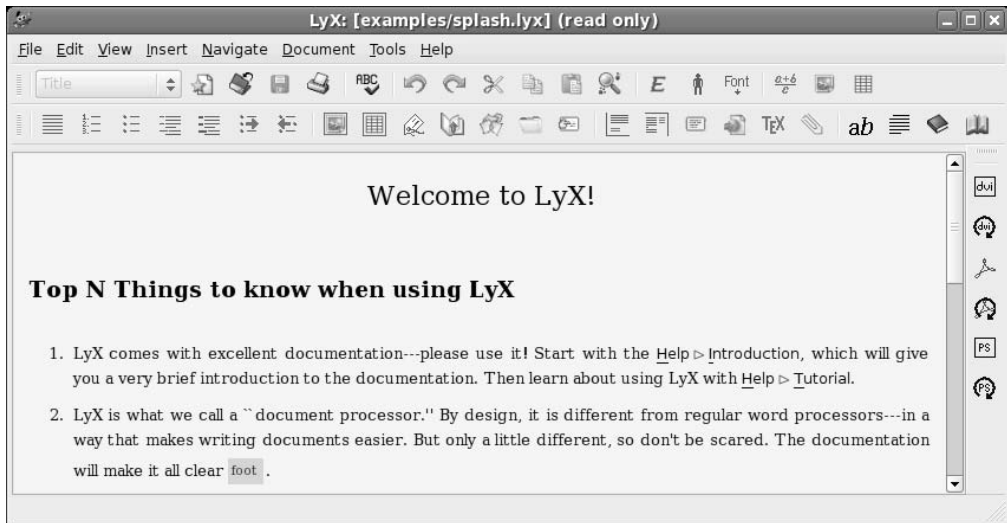 LyX: [examples/splash.lyx] (read only)
File Edit View Insert Navigate Document Tools Help
Title ABC E Font a+b c
TEX ab
Welcome to LyX!
dvi
dvi
Top N Things to know when using LyX
1. LyX comes with excellent documentation---please use it! Start with the Help ▷ Introduction, which will give
PS
you a very brief introduction to the documentation. Then learn about using LyX with Help ▷ Tutorial.
PS
2. LyX is what we call a ``document processor.'' By design, it is different from regular word processors---in a
way that makes writing documents easier. But only a little different, so don't be scared. The documentation
will make it all clear foot .